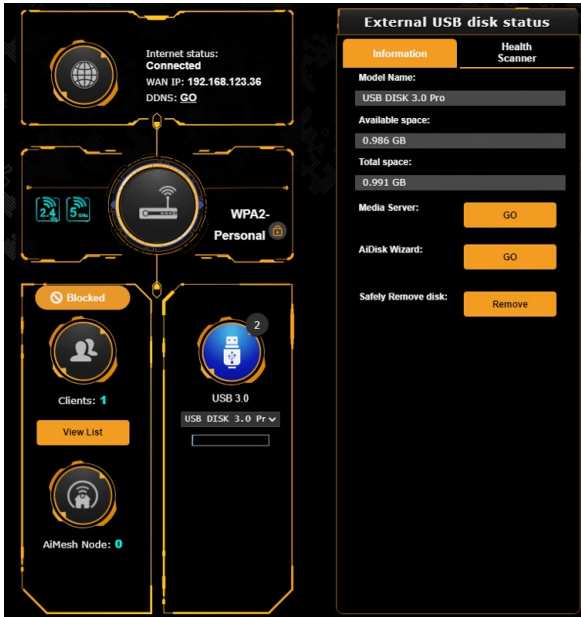 Internet status:
Connected
WAN IP: 192.168.123.36
DDNS: GO
2.4
GHz
5 GHz
WPA2-
Personal
Blocked
Clients: 1
View List
AiMesh Node: 0
2
USB 3.0
USB DISK 3.0 Pr
External USB disk status
Information
Health
Scanner
Model Name:
USB DISK 3.0 Pro
Available space:
0.986 GB
Total space:
0.991 GB
Media Server:
GO
AiDisk Wizard:
GO
Safely Remove disk:
Remove